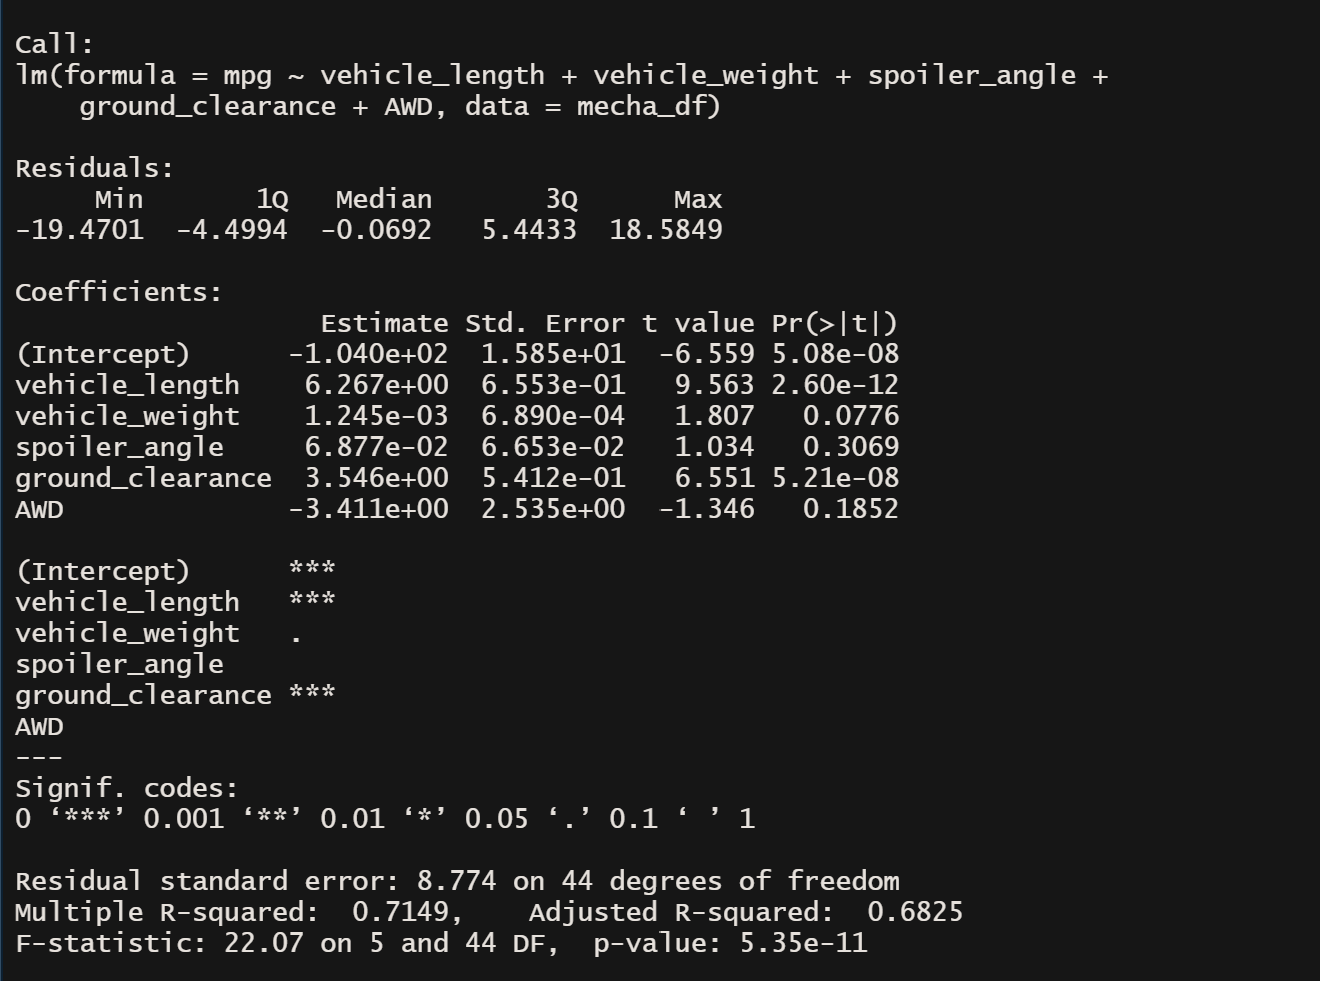 Call:
lm(formula = mpg ~ vehicle_length + vehicle_weight + spoiler_angle +
    ground_clearance + AWD, data = mecha_df)

Residuals:
     Min       1Q   Median       3Q      Max
-19.4701  -4.4994  -0.0692   5.4433  18.5849

Coefficients:
                   Estimate Std. Error t value Pr(>|t|)
(Intercept)      -1.040e+02  1.585e+01  -6.559 5.08e-08
vehicle_length    6.267e+00  6.553e-01   9.563 2.60e-12
vehicle_weight    1.245e-03  6.890e-04   1.807   0.0776
spoiler_angle     6.877e-02  6.653e-02   1.034   0.3069
ground_clearance  3.546e+00  5.412e-01   6.551 5.21e-08
AWD              -3.411e+00  2.535e+00  -1.346   0.1852

(Intercept)      ***
vehicle_length   ***
vehicle_weight   .
spoiler_angle
ground_clearance ***
AWD
---
Signif. codes:
0 ‘***’ 0.001 ‘**’ 0.01 ‘*’ 0.05 ‘.’ 0.1 ‘ ’ 1

Residual standard error: 8.774 on 44 degrees of freedom
Multiple R-squared:  0.7149,    Adjusted R-squared:  0.6825
F-statistic: 22.07 on 5 and 44 DF,  p-value: 5.35e-11